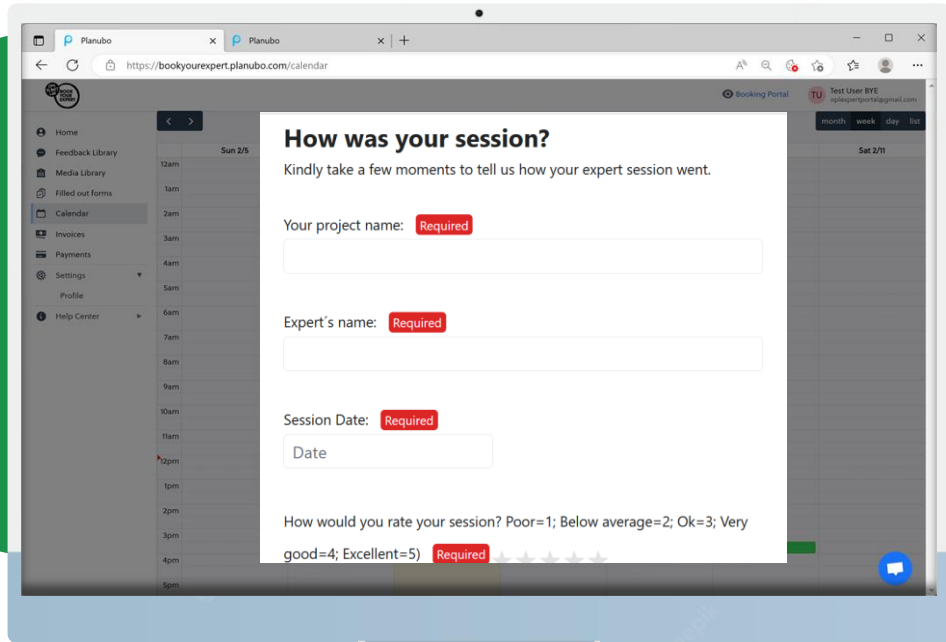 Planubo
Planubo
https://bookyourexpert.planubo.com/calendar
BOOK YOUR EXPERT
Booking Portal
TU
Test User BYE
oplexpertportal@gmail.com
Home
Feedback Library
Media Library
Filled out forms
Calendar
Invoices
Payments
Settings
Profile
Help Center
month week day list
Sun 2/5
Sat 2/11
12am
1am
2am
3am
4am
5am
6am
7am
8am
9am
10am
11am
12pm
1pm
2pm
3pm
4pm
5pm
How was your session?
Kindly take a few moments to tell us how your expert session went.
Your project name: Required
Expert´s name: Required
Session Date: Required
Date
How would you rate your session? Poor=1; Below average=2; Ok=3; Very
good=4; Excellent=5) Required